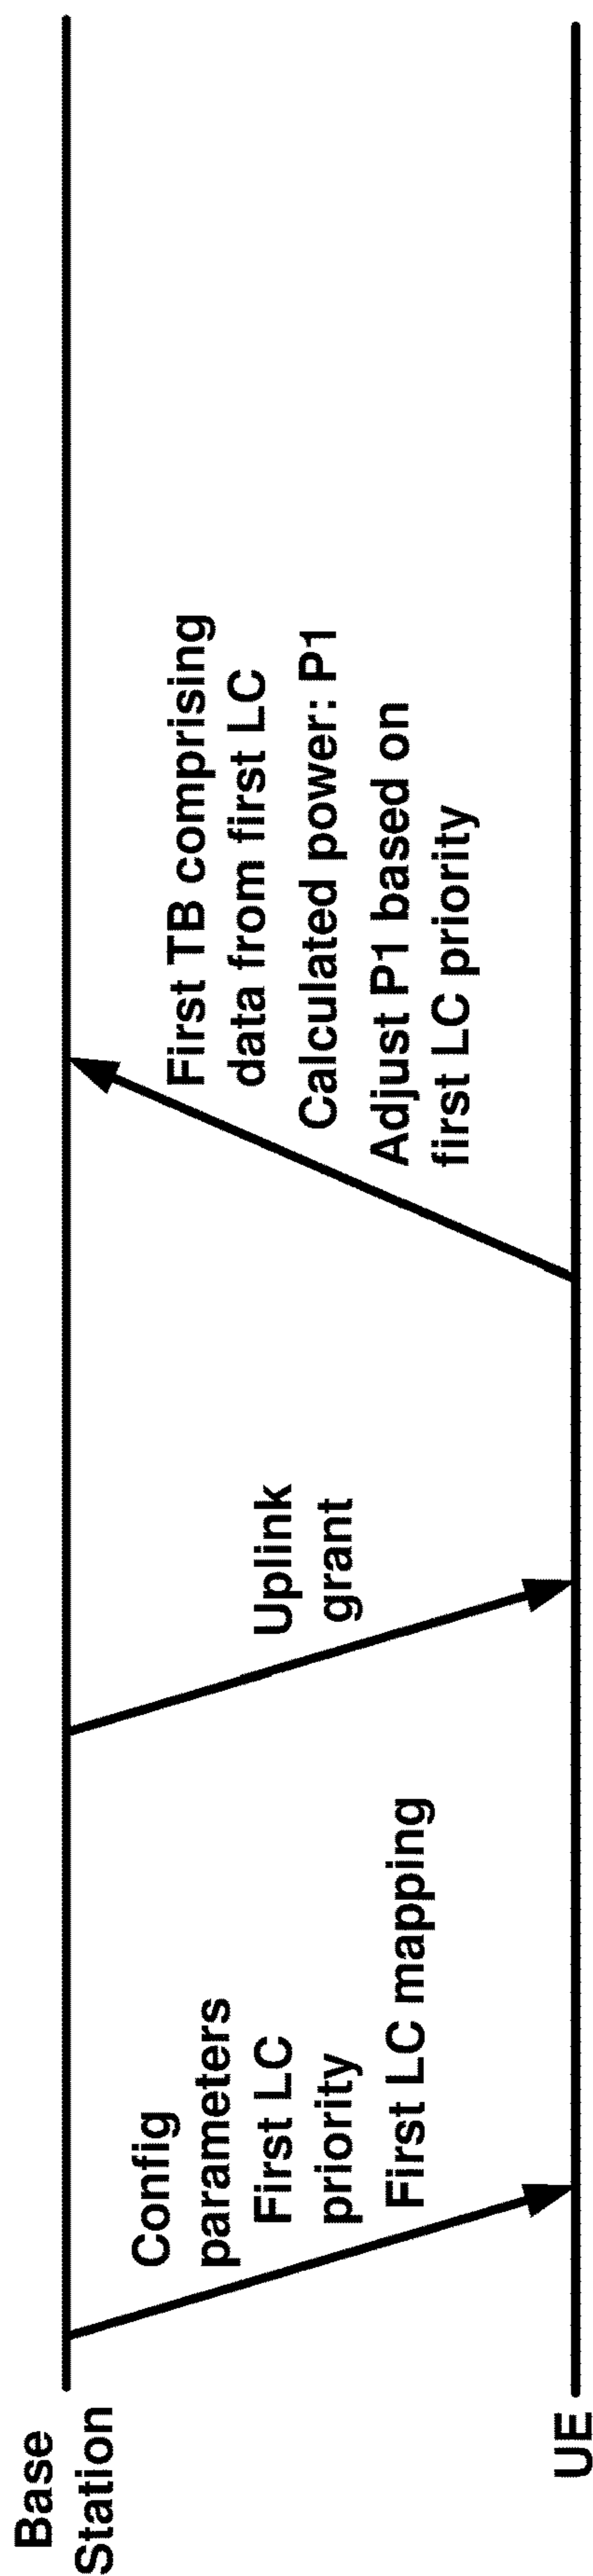 Base
Station
UE
Config
parameters
First LC
priority
First LC mapping
Uplink
grant
First TB comprising
data from first LC
Calculated power: P1
Adjust P1 based on
first LC priority